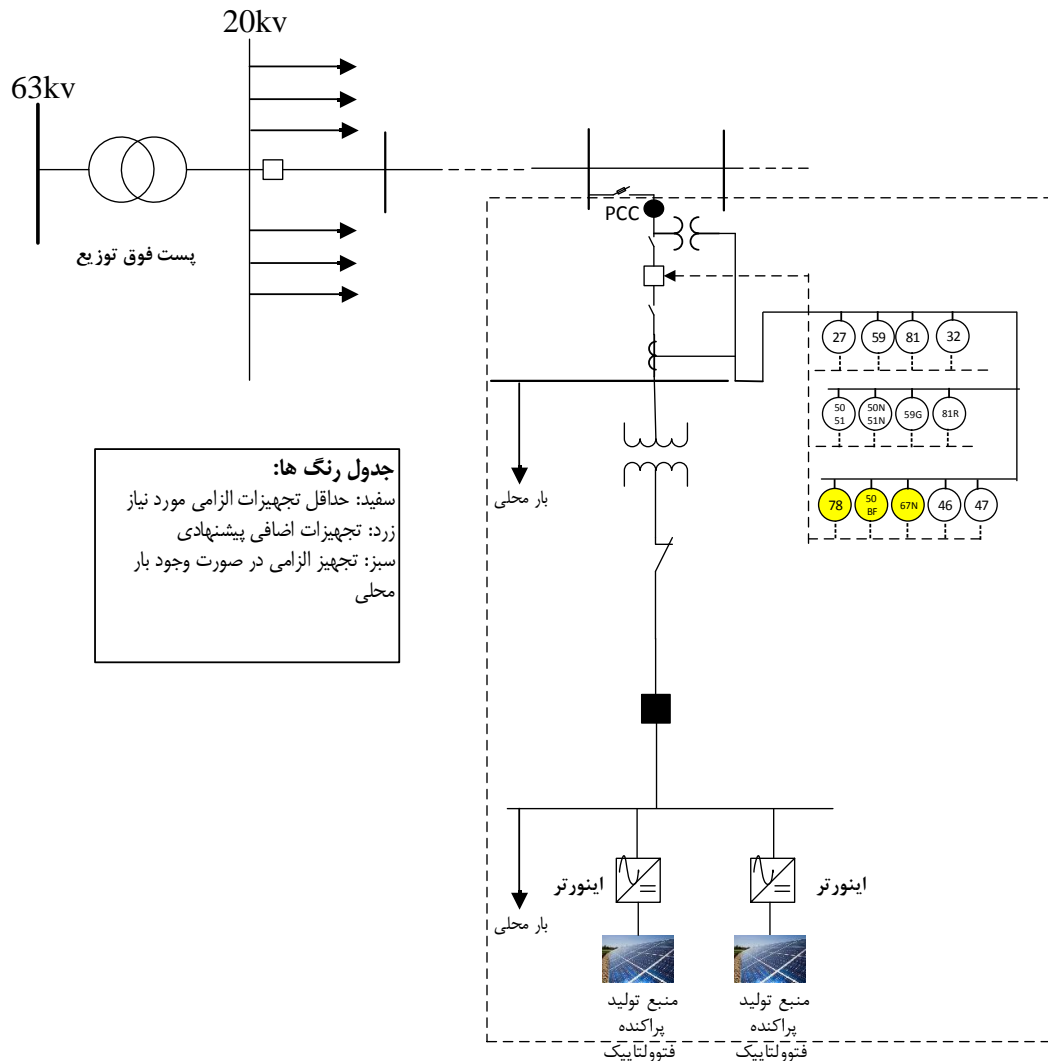 20kv
63kv
پست فوق توزیع
PCC
27
59
81
32
50
51
50N
51N
59G
81R
78
50
BF
67N
46
47
بار محلی
جدول رنگ ها:
سفید: حداقل تجهیزات الزامی مورد نیاز
زرد: تجهیزات اضافی پیشنهادی
سبز: تجهیز الزامی در صورت وجود بار
محلی
اینورتر
اینورتر
بار محلی
منبع تولید
پراکنده
فتوولتاییک
منبع تولید
پراکنده
فتوولتاییک